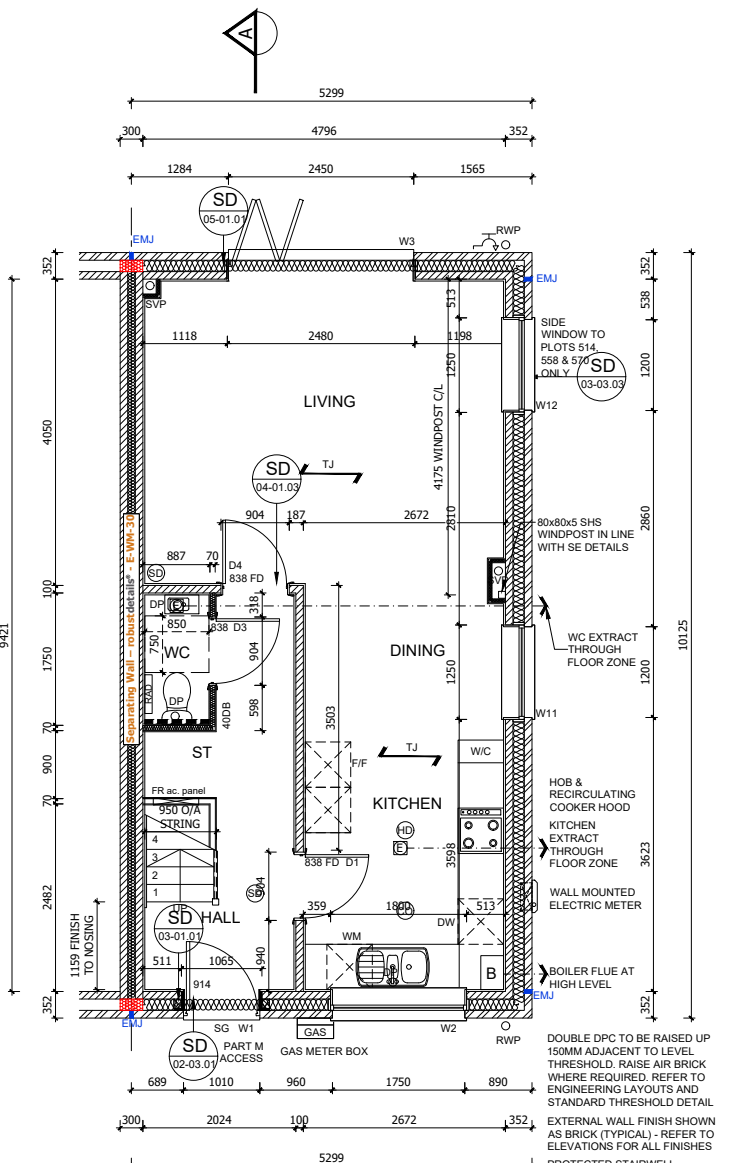 A
5299
300
4796
352
1284
2450
1565
SD
05-01.01
W3
RWP
EMJ
EMJ
352
352
538
SVP
513
SIDE
WINDOW TO
PLOTS 514,
558 & 570
ONLY
SD
03-03.03
1118
2480
1198
1250
1200
W12
4050
LIVING
4175 WINDPOST C/L
TJ
SD
04-01.03
904
187
2672
2810
2860
80x80x5 SHS
WINDPOST IN LINE
WITH SE DETAILS
Separating Wall – robustdetails® - E-WM-30
887
70
SD
D4
838 FD
SVP
100
DP
E
850
318
838 D3
WC EXTRACT
THROUGH
FLOOR ZONE
9421
10125
1750
750
WC
904
DINING
1250
1200
RAD
DP
598
40DB
3503
W11
70
ST
TJ
W/C
F/F
900
FR ac. panel
KITCHEN
HOB &
RECIRCULATING
COOKER HOOD
70
950 O/A
STRING
4
3
2
1
UP
HD
E
KITCHEN
EXTRACT
THROUGH
FLOOR ZONE
838 FD D1
3598
3623
2482
SD
904
359
1800
513
CO
DW
WALL MOUNTED
ELECTRIC METER
SD
03-01.01
HALL
1159 FINISH
TO NOSING
511
1065
940
WM
B
BOILER FLUE AT
HIGH LEVEL
914
352
352
EMJ
EMJ
SG W1
GAS
W2
RWP
SD
02-03.01
PART M
ACCESS
GAS METER BOX
DOUBLE DPC TO BE RAISED UP
150MM ADJACENT TO LEVEL
THRESHOLD. RAISE AIR BRICK
WHERE REQUIRED. REFER TO
ENGINEERING LAYOUTS AND
STANDARD THRESHOLD DETAIL
689
1010
960
1750
890
300
2024
100
2672
352
EXTERNAL WALL FINISH SHOWN
AS BRICK (TYPICAL) - REFER TO
ELEVATIONS FOR ALL FINISHES
5299
PROTECTED STAIRWELL